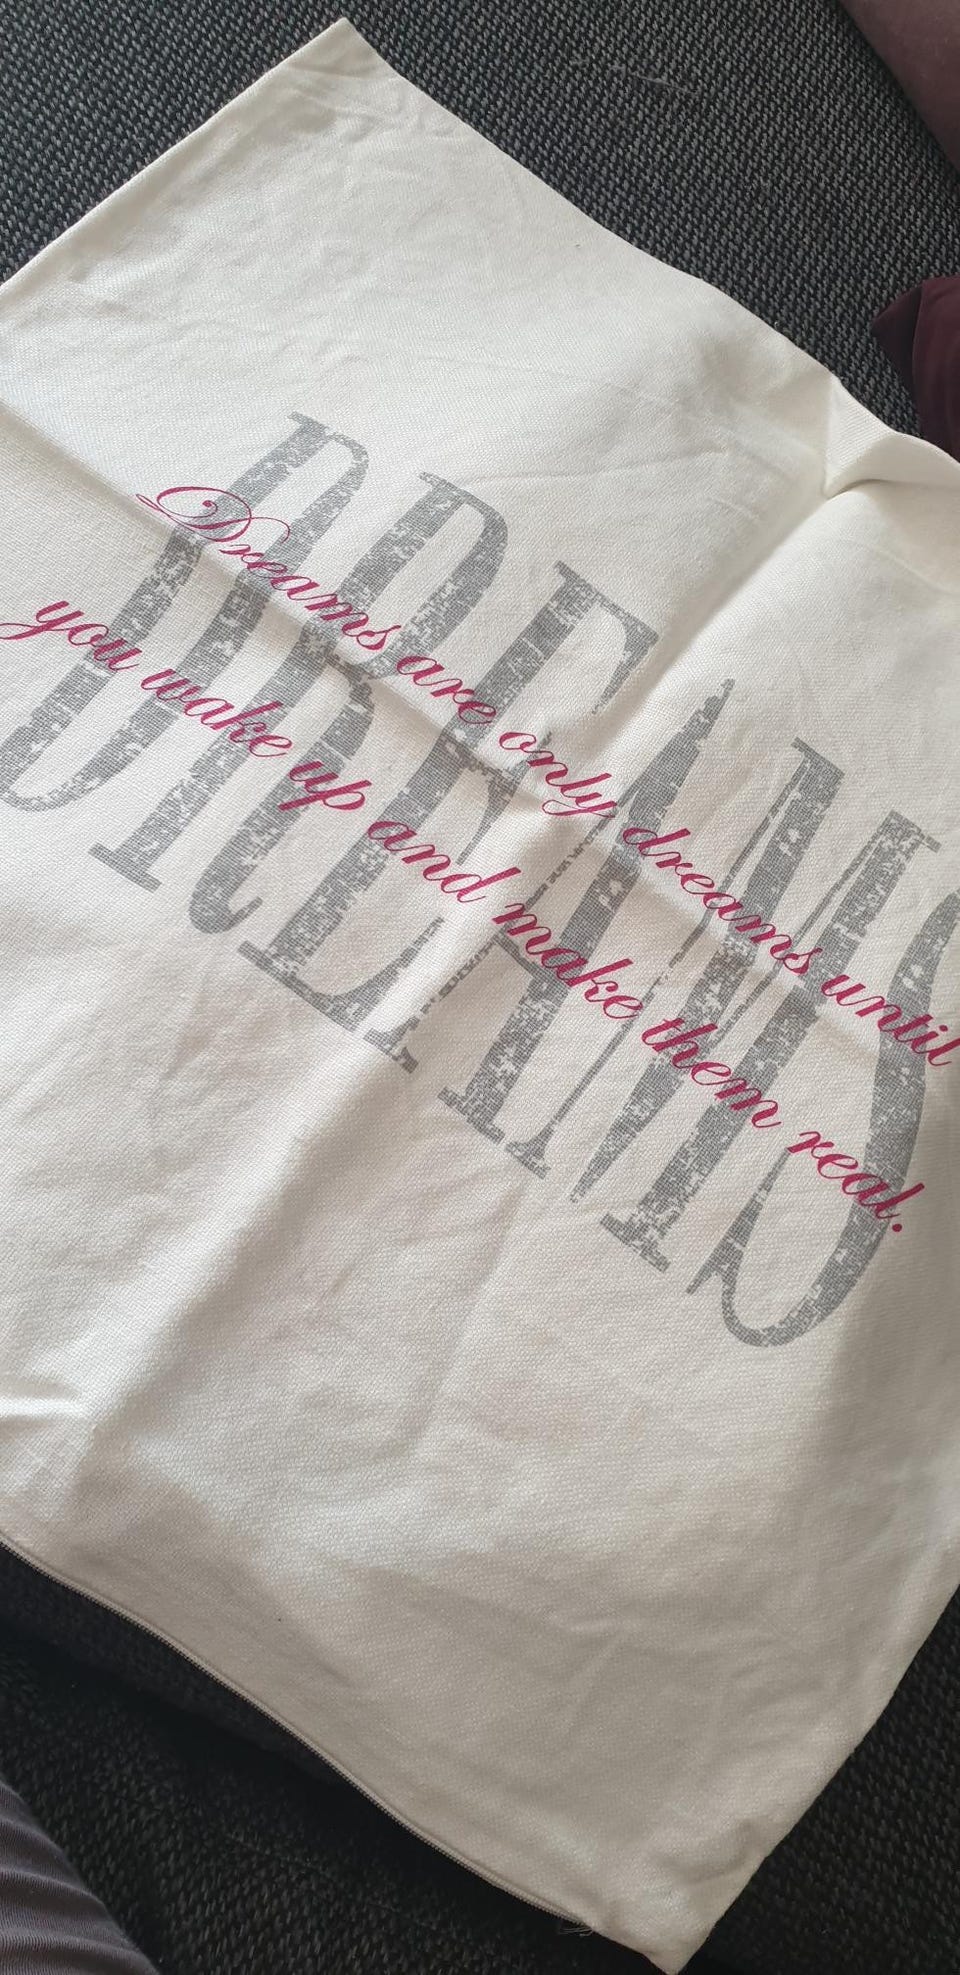 DREAMS
Dreams are only dreams until
you wake up and make them real.